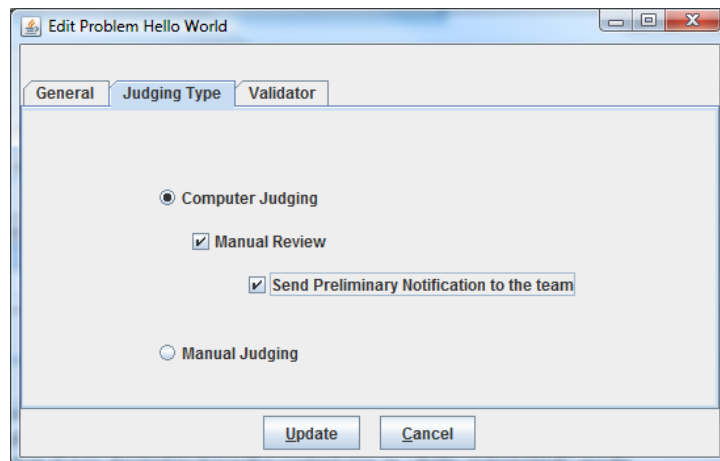 Edit Problem Hello World
General Judging Type Validator
Computer Judging
Manual Review
Send Preliminary Notification to the team
Manual Judging
Update Cancel